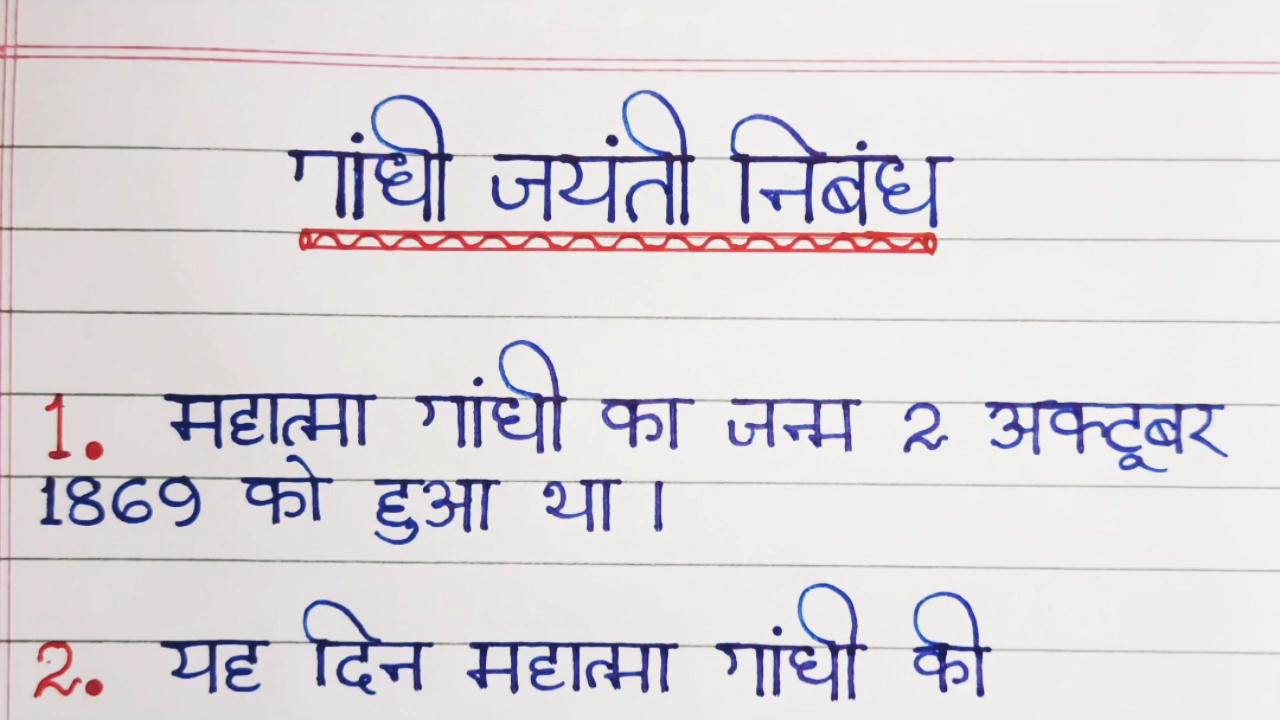 गांधी जयंती निबंध
1. महात्मा गांधी का जन्म 2 अक्टूबर
1869 को हुआ था।
2. यह दिन महात्मा गांधी की